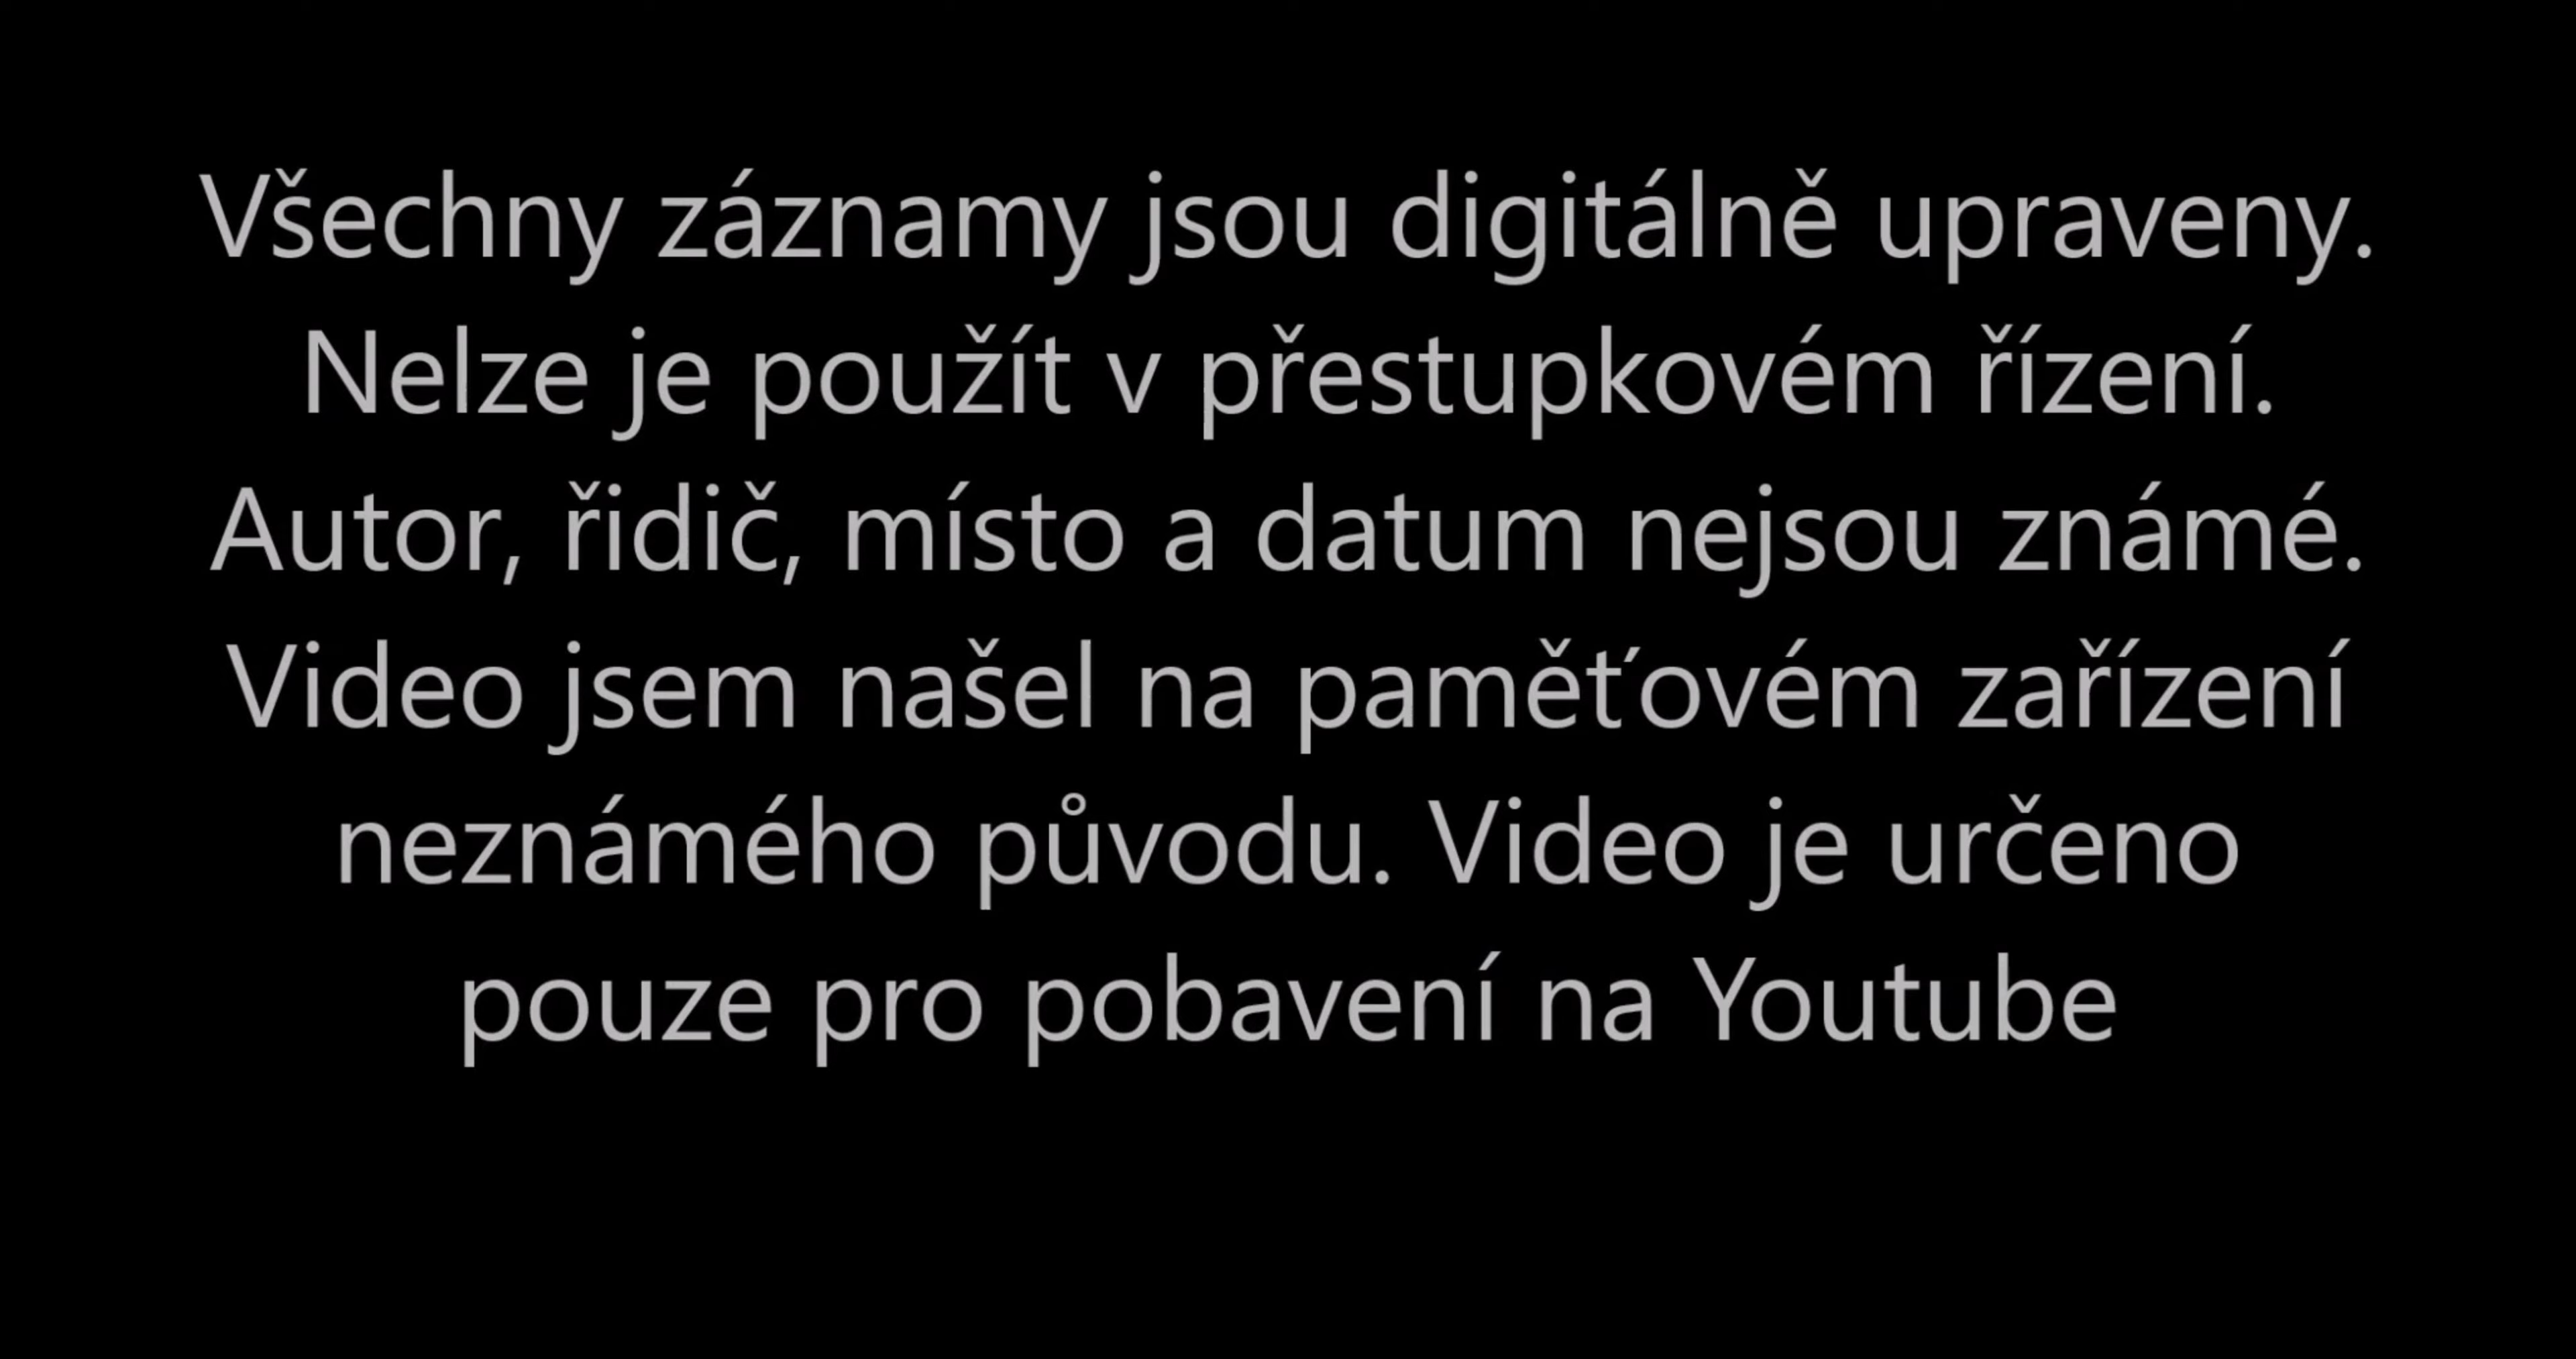 Všechny záznamy jsou digitálně upraveny.
Nelze je použít v přestupkovém řízení.
Autor, řidič, místo a datum nejsou známé.
Video jsem našel na paměťovém zařízení
neznámého původu. Video je určeno
pouze pro pobavení na Youtube